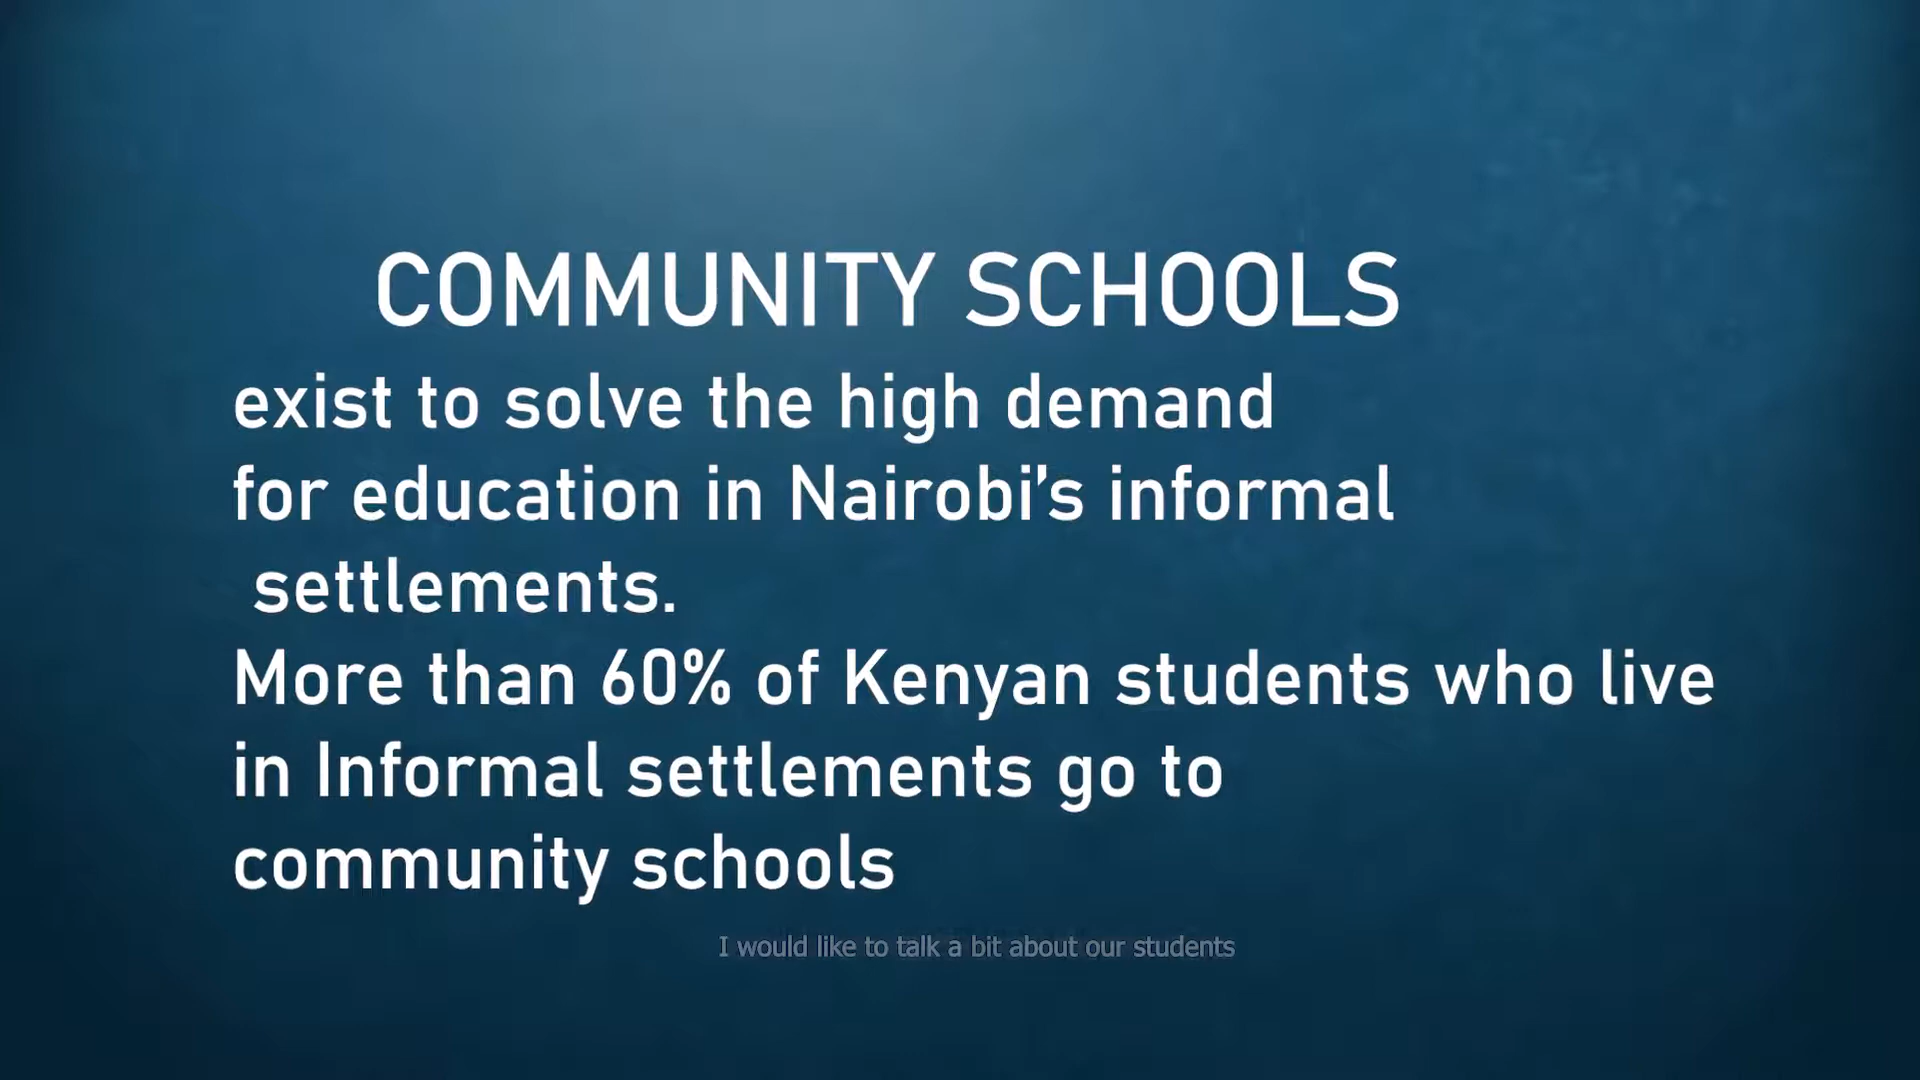 COMMUNITY SCHOOLS
exist to solve the high demand
for education in Nairobi’s informal
settlements.
More than 60% of Kenyan students who live
in Informal settlements go to
community schools
I would like to talk a bit about our students